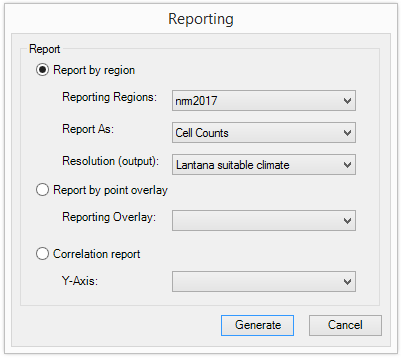 Reporting
Report
Report by region
Reporting Regions: nrm2017
Report As: Cell Counts
Resolution (output): Lantana suitable climate
Report by point overlay
Reporting Overlay:
Correlation report
Y-Axis:
Generate Cancel